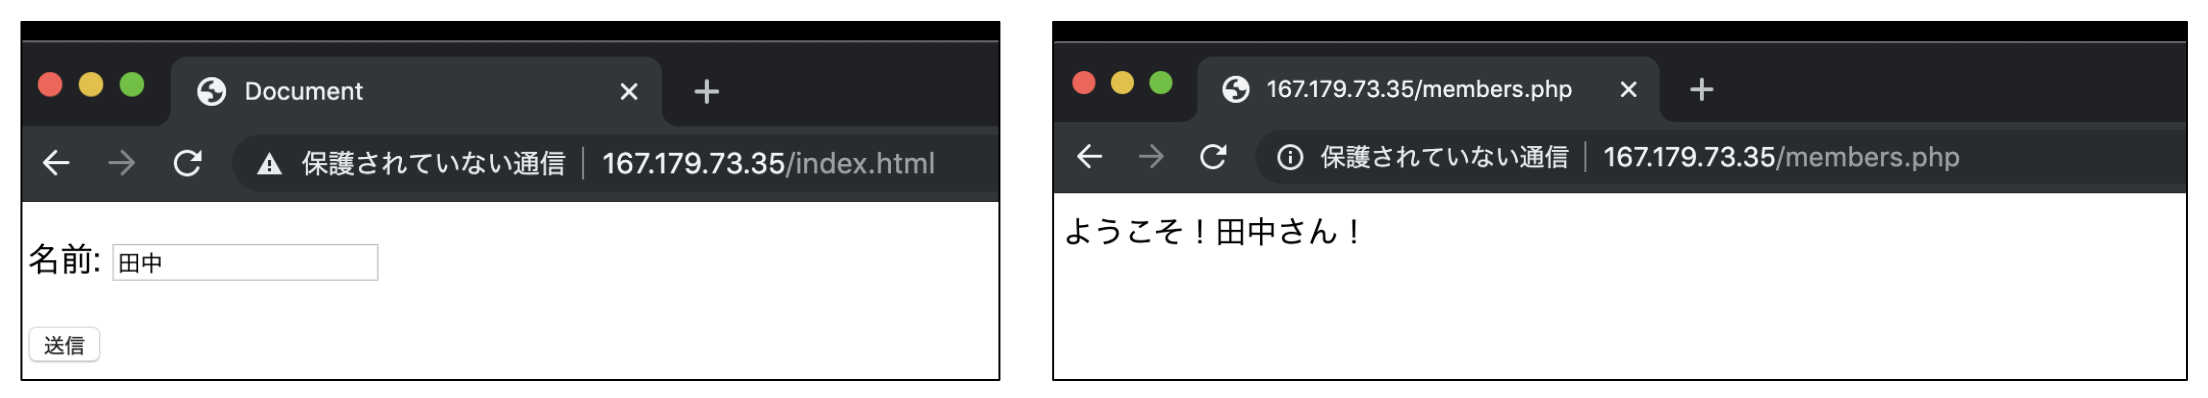 Document
保護されていない通信 167.179.73.35/index.html
名前: 田中
送信
167.179.73.35/members.php
保護されていない通信 167.179.73.35/members.php
ようこそ！田中さん！